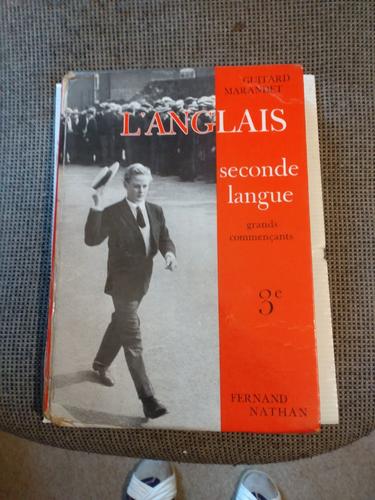 GUITARD
MARANDET
L'ANGLAIS
seconde
langue
grands
commençants
3e
FERNAND
NATHAN